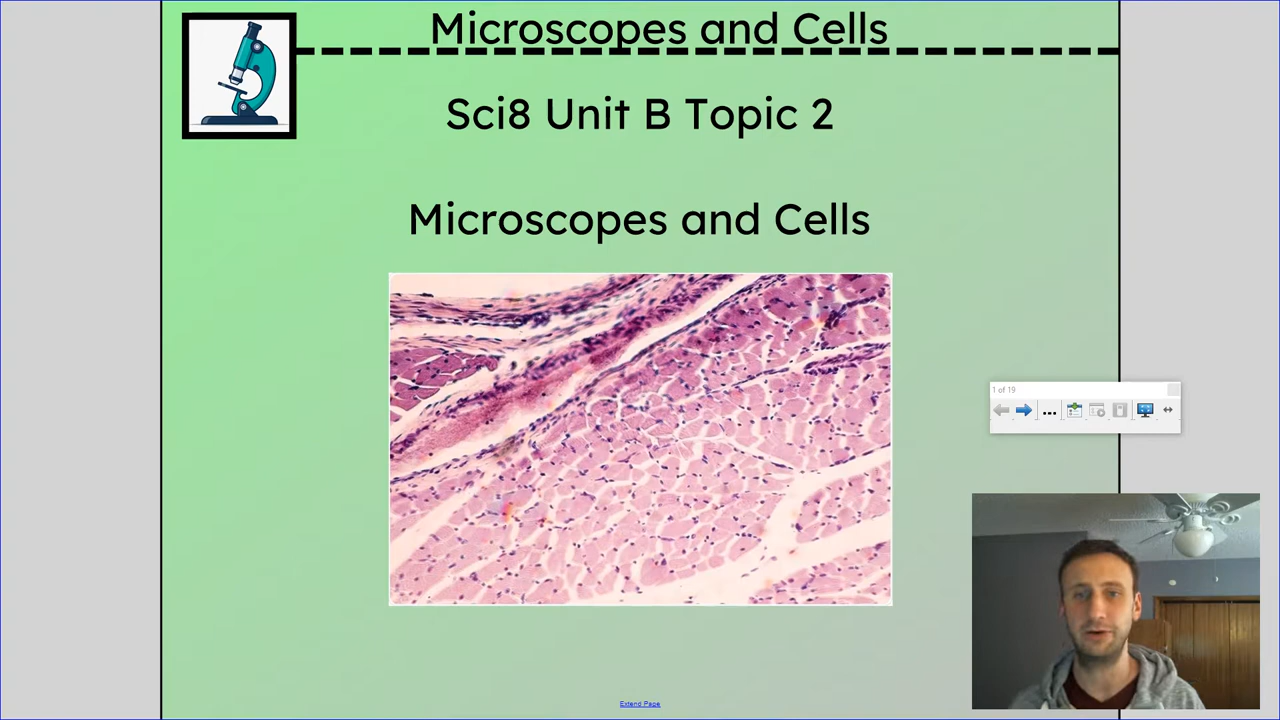 Microscopes and Cells
Sci8 Unit B Topic 2
Microscopes and Cells
1 of 19
Extend Page